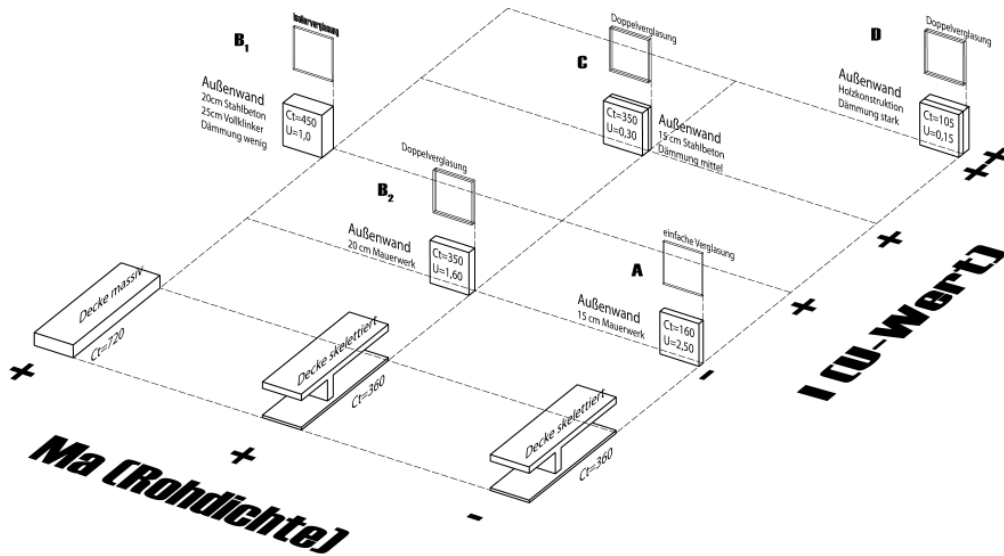 B1
Isolierverglasung
Außenwand
20cm Stahlbeton
25cm Vollklinker
Dämmung wenig
Ct=450
U=1,0
C
Doppelverglasung
Ct=350
U=0,30
Außenwand
15 cm Stahlbeton
Dämmung mittel
D
Doppelverglasung
Außenwand
Holzkonstruktion
Dämmung stark
Ct=105
U=0,15
B2
Doppelverglasung
Außenwand
20 cm Mauerwerk
Ct=350
U=1,60
A
einfache Verglasung
Außenwand
15 cm Mauerwerk
Ct=160
U=2,50
Decke massiv
Ct=720
Decke skelettiert
Ct=360
Decke skelettiert
Ct=360
+
+
-
Ma (Rohdichte)
-
+
+
++
I (U-Wert)